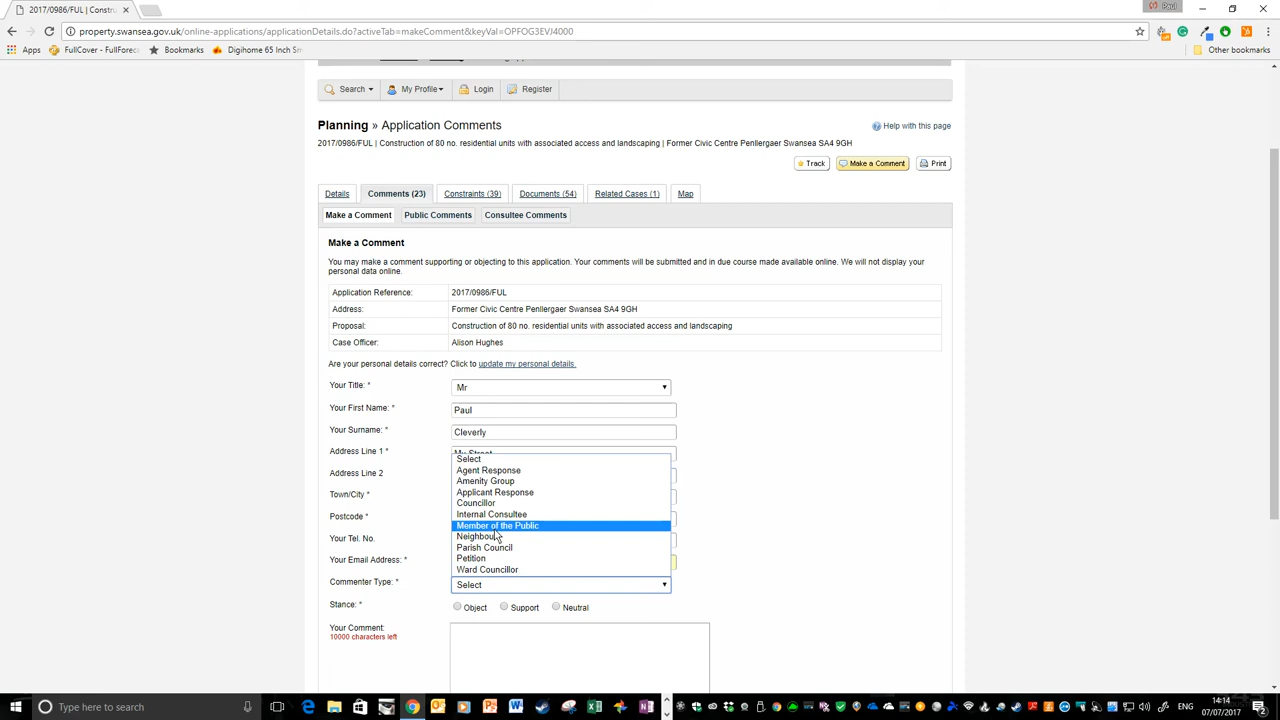 2017/0986/FUL | Constru
Paul
property.swansea.gov.uk/online-applications/applicationDetails.do?activeTab=makeComment&keyVal=OPFOG3EVJ4000
Apps FullCover - FullForeca Bookmarks Digihome 65 Inch Sm Other bookmarks
Search My Profile Login Register
Planning » Application Comments
Help with this page
2017/0986/FUL | Construction of 80 no. residential units with associated access and landscaping | Former Civic Centre Penllergaer Swansea SA4 9GH
Track Make a Comment Print
Details Comments (23) Constraints (39) Documents (54) Related Cases (1) Map
Make a Comment Public Comments Consultee Comments
Make a Comment
You may make a comment supporting or objecting to this application. Your comments will be submitted and in due course made available online. We will not display your
personal data online.
Application Reference: 2017/0986/FUL
Address: Former Civic Centre Penllergaer Swansea SA4 9GH
Proposal: Construction of 80 no. residential units with associated access and landscaping
Case Officer: Alison Hughes
Are your personal details correct? Click to update my personal details.
Your Title: * Mr
Your First Name: * Paul
Your Surname: * Cleverly
Address Line 1 * My Street
Select
Agent Response
Address Line 2
Amenity Group
Applicant Response
Town/City *
Councillor
Internal Consultee
Postcode *
Member of the Public
Neighbour
Your Tel. No.
Parish Council
Your Email Address: *
Petition
Ward Councillor
Commenter Type: * Select
Stance: * Object Support Neutral
Your Comment:
10000 characters left
Type here to search
14:14
07/07/2017